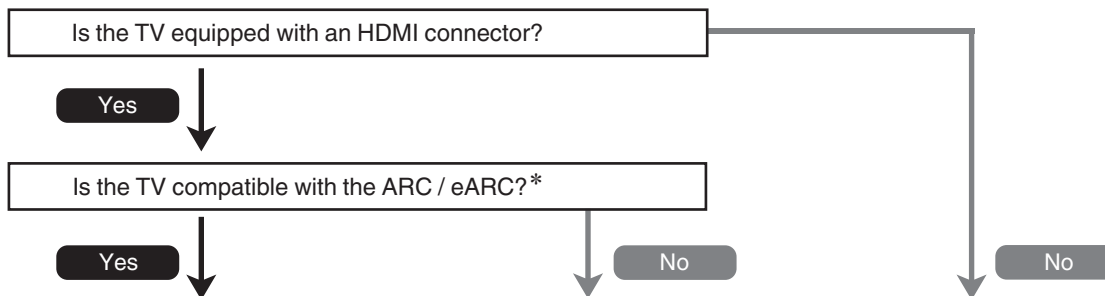 Is the TV equipped with an HDMI connector?
Yes
Is the TV compatible with the ARC / eARC?*
Yes
No
No